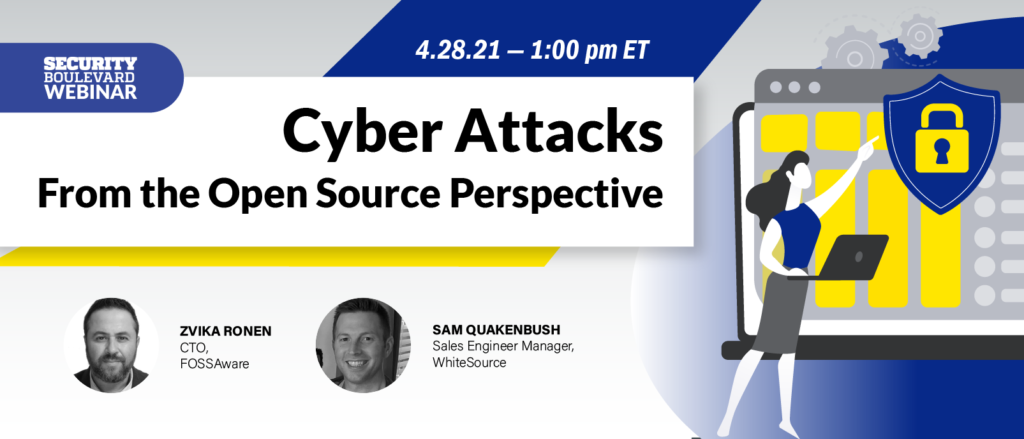 SECURITY
BOULEVARD
WEBINAR
4.28.21 — 1:00 pm ET
Cyber Attacks
From the Open Source Perspective
ZVIKA RONEN
CTO,
FOSSAware
SAM QUAKENBUSH
Sales Engineer Manager,
WhiteSource